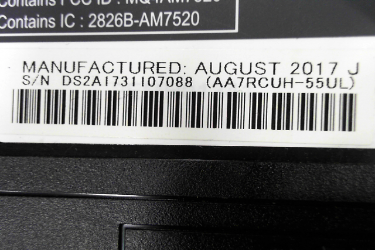 Contains IC : 2826B-AM7520
MANUFACTURED: AUGUST 2017 J
S/N DS2A1731107088 (AA7RCUH-55UL)